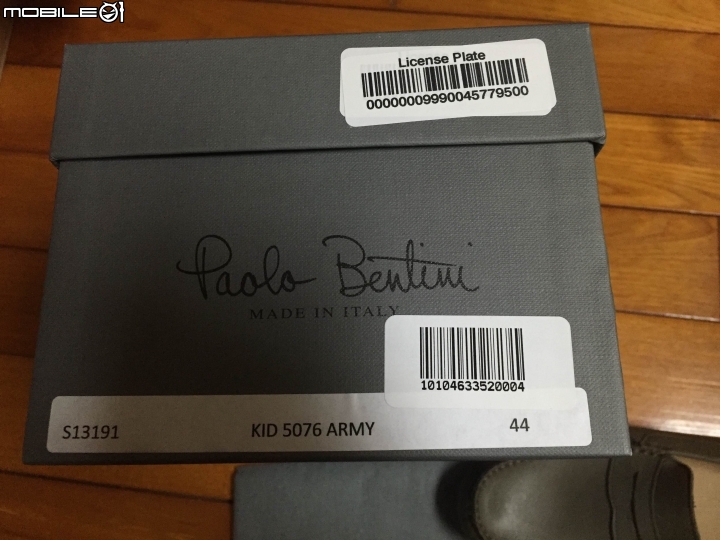 MOBILE01
License Plate
00000009990045779500
Paolo Bentini
MADE IN ITALY
10104633520004
S13191 KID 5076 ARMY 44